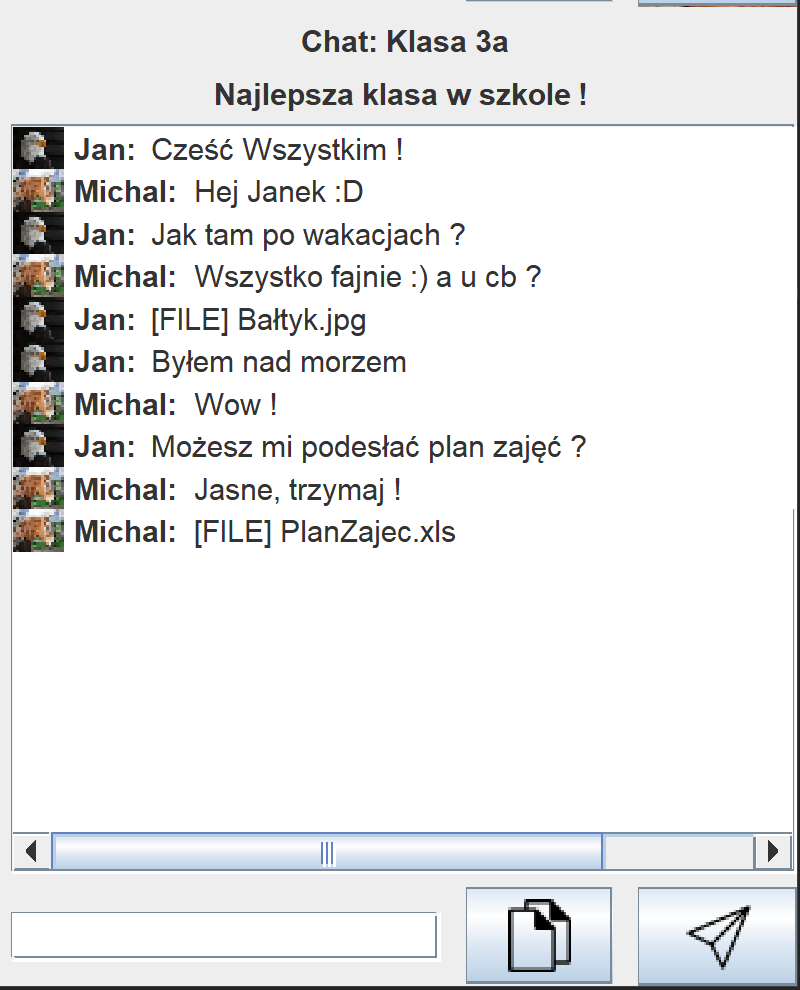 Chat: Klasa 3a
Najlepsza klasa w szkole !
Jan: Cześć Wszystkim !
Michal: Hej Janek :D
Jan: Jak tam po wakacjach ?
Michal: Wszystko fajnie :) a u cb ?
Jan: [FILE] Bałtyk.jpg
Jan: Byłem nad morzem
Michal: Wow !
Jan: Możesz mi podesłać plan zajęć ?
Michal: Jasne, trzymaj !
Michal: [FILE] PlanZajec.xls